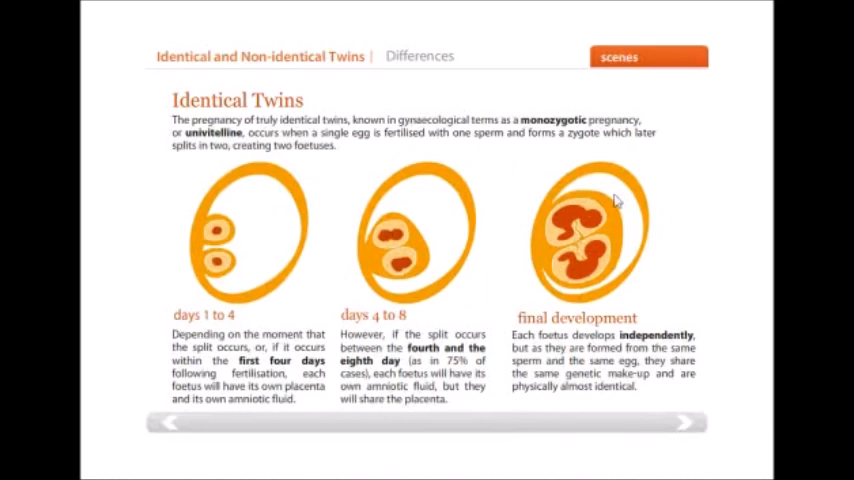 Identical and Non-identical Twins | Differences
scenes
Identical Twins
The pregnancy of truly identical twins, known in gynaecological terms as a monozygotic pregnancy,
or univitelline, occurs when a single egg is fertilised with one sperm and forms a zygote which later
splits in two, creating two foetuses.
days 1 to 4
Depending on the moment that
the split occurs, or, if it occurs
within the first four days
following fertilisation, each
foetus will have its own placenta
and its own amniotic fluid.
days 4 to 8
However, if the split occurs
between the fourth and the
eighth day (as in 75% of
cases), each foetus will have its
own amniotic fluid, but they
will share the placenta.
final development
Each foetus develops independently,
but as they are formed from the same
sperm and the same egg, they share
the same genetic make-up and are
physically almost identical.